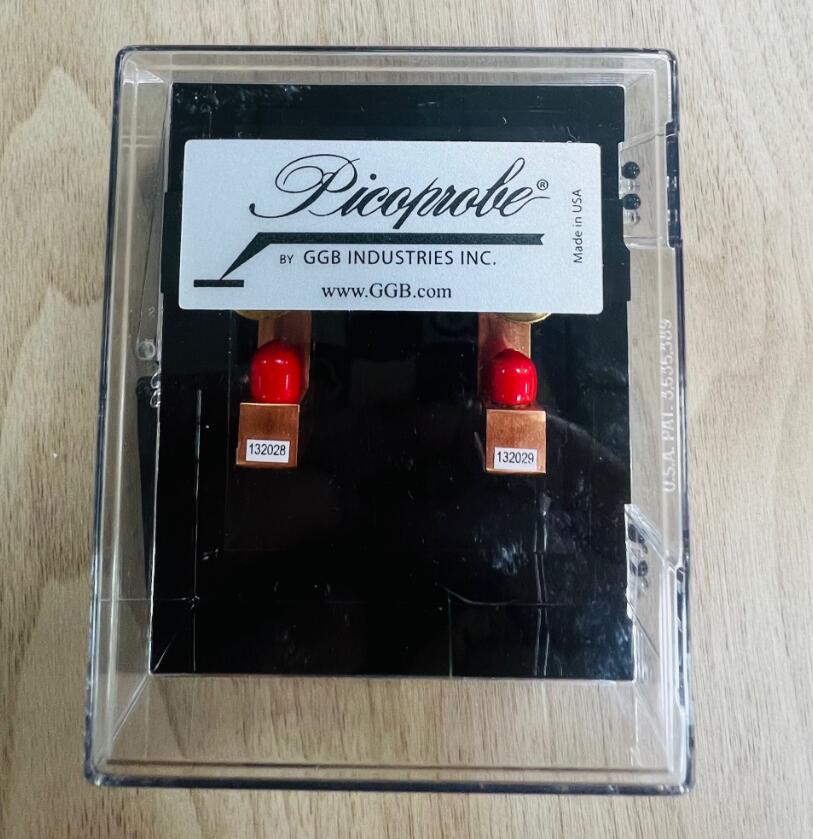 Picoprobe®
BY GGB INDUSTRIES INC.
www.GGB.com
Made in USA
132028
132029
U.S.A. PAT. 3,535,389